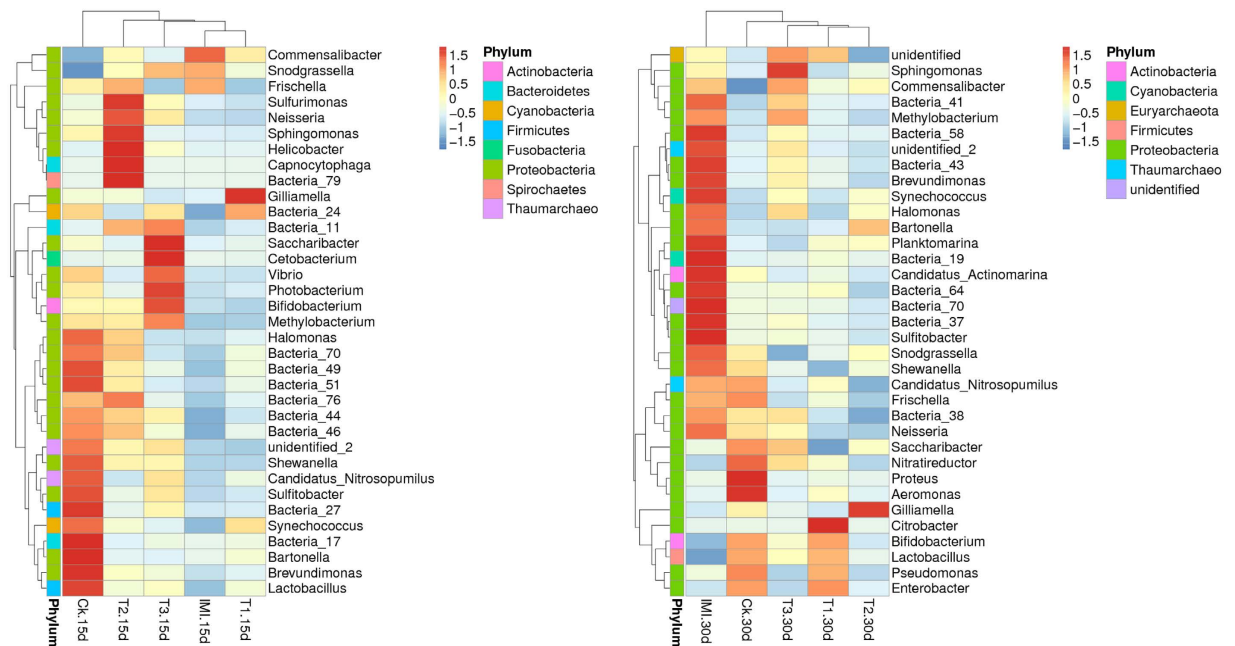 Commensalibacter
Snodgrassella
Frischella
Sulfurimonas
Neisseria
Sphingomonas
Helicobacter
Capnocytophaga
Bacteria_79
Gilliamella
Bacteria_24
Bacteria_11
Saccharibacter
Cetobacterium
Vibrio
Photobacterium
Bifidobacterium
Methylobacterium
Halomonas
Bacteria_70
Bacteria_49
Bacteria_51
Bacteria_76
Bacteria_44
Bacteria_46
unidentified_2
Shewanella
Candidatus_Nitrosopumilus
Sulfitobacter
Bacteria_27
Synechococcus
Bacteria_17
Bartonella
Brevundimonas
Lactobacillus
Phylum
Ck.15d
T2.15d
T3.15d
IMI.15d
T1.15d
1.5
1
0.5
0
−0.5
−1
−1.5
Phylum
Actinobacteria
Bacteroidetes
Cyanobacteria
Firmicutes
Fusobacteria
Proteobacteria
Spirochaetes
Thaumarchaeo
unidentified
Sphingomonas
Commensalibacter
Bacteria_41
Methylobacterium
Bacteria_58
unidentified_2
Bacteria_43
Brevundimonas
Synechococcus
Halomonas
Bartonella
Planktomarina
Bacteria_19
Candidatus_Actinomarina
Bacteria_64
Bacteria_70
Bacteria_37
Sulfitobacter
Snodgrassella
Shewanella
Candidatus_Nitrosopumilus
Frischella
Bacteria_38
Neisseria
Saccharibacter
Nitratireductor
Proteus
Aeromonas
Gilliamella
Citrobacter
Bifidobacterium
Lactobacillus
Pseudomonas
Enterobacter
Phylum
IMI.30d
Ck.30d
T3.30d
T1.30d
T2.30d
1.5
1
0.5
0
−0.5
−1
−1.5
Phylum
Actinobacteria
Cyanobacteria
Euryarchaeota
Firmicutes
Proteobacteria
Thaumarchaeo
unidentified